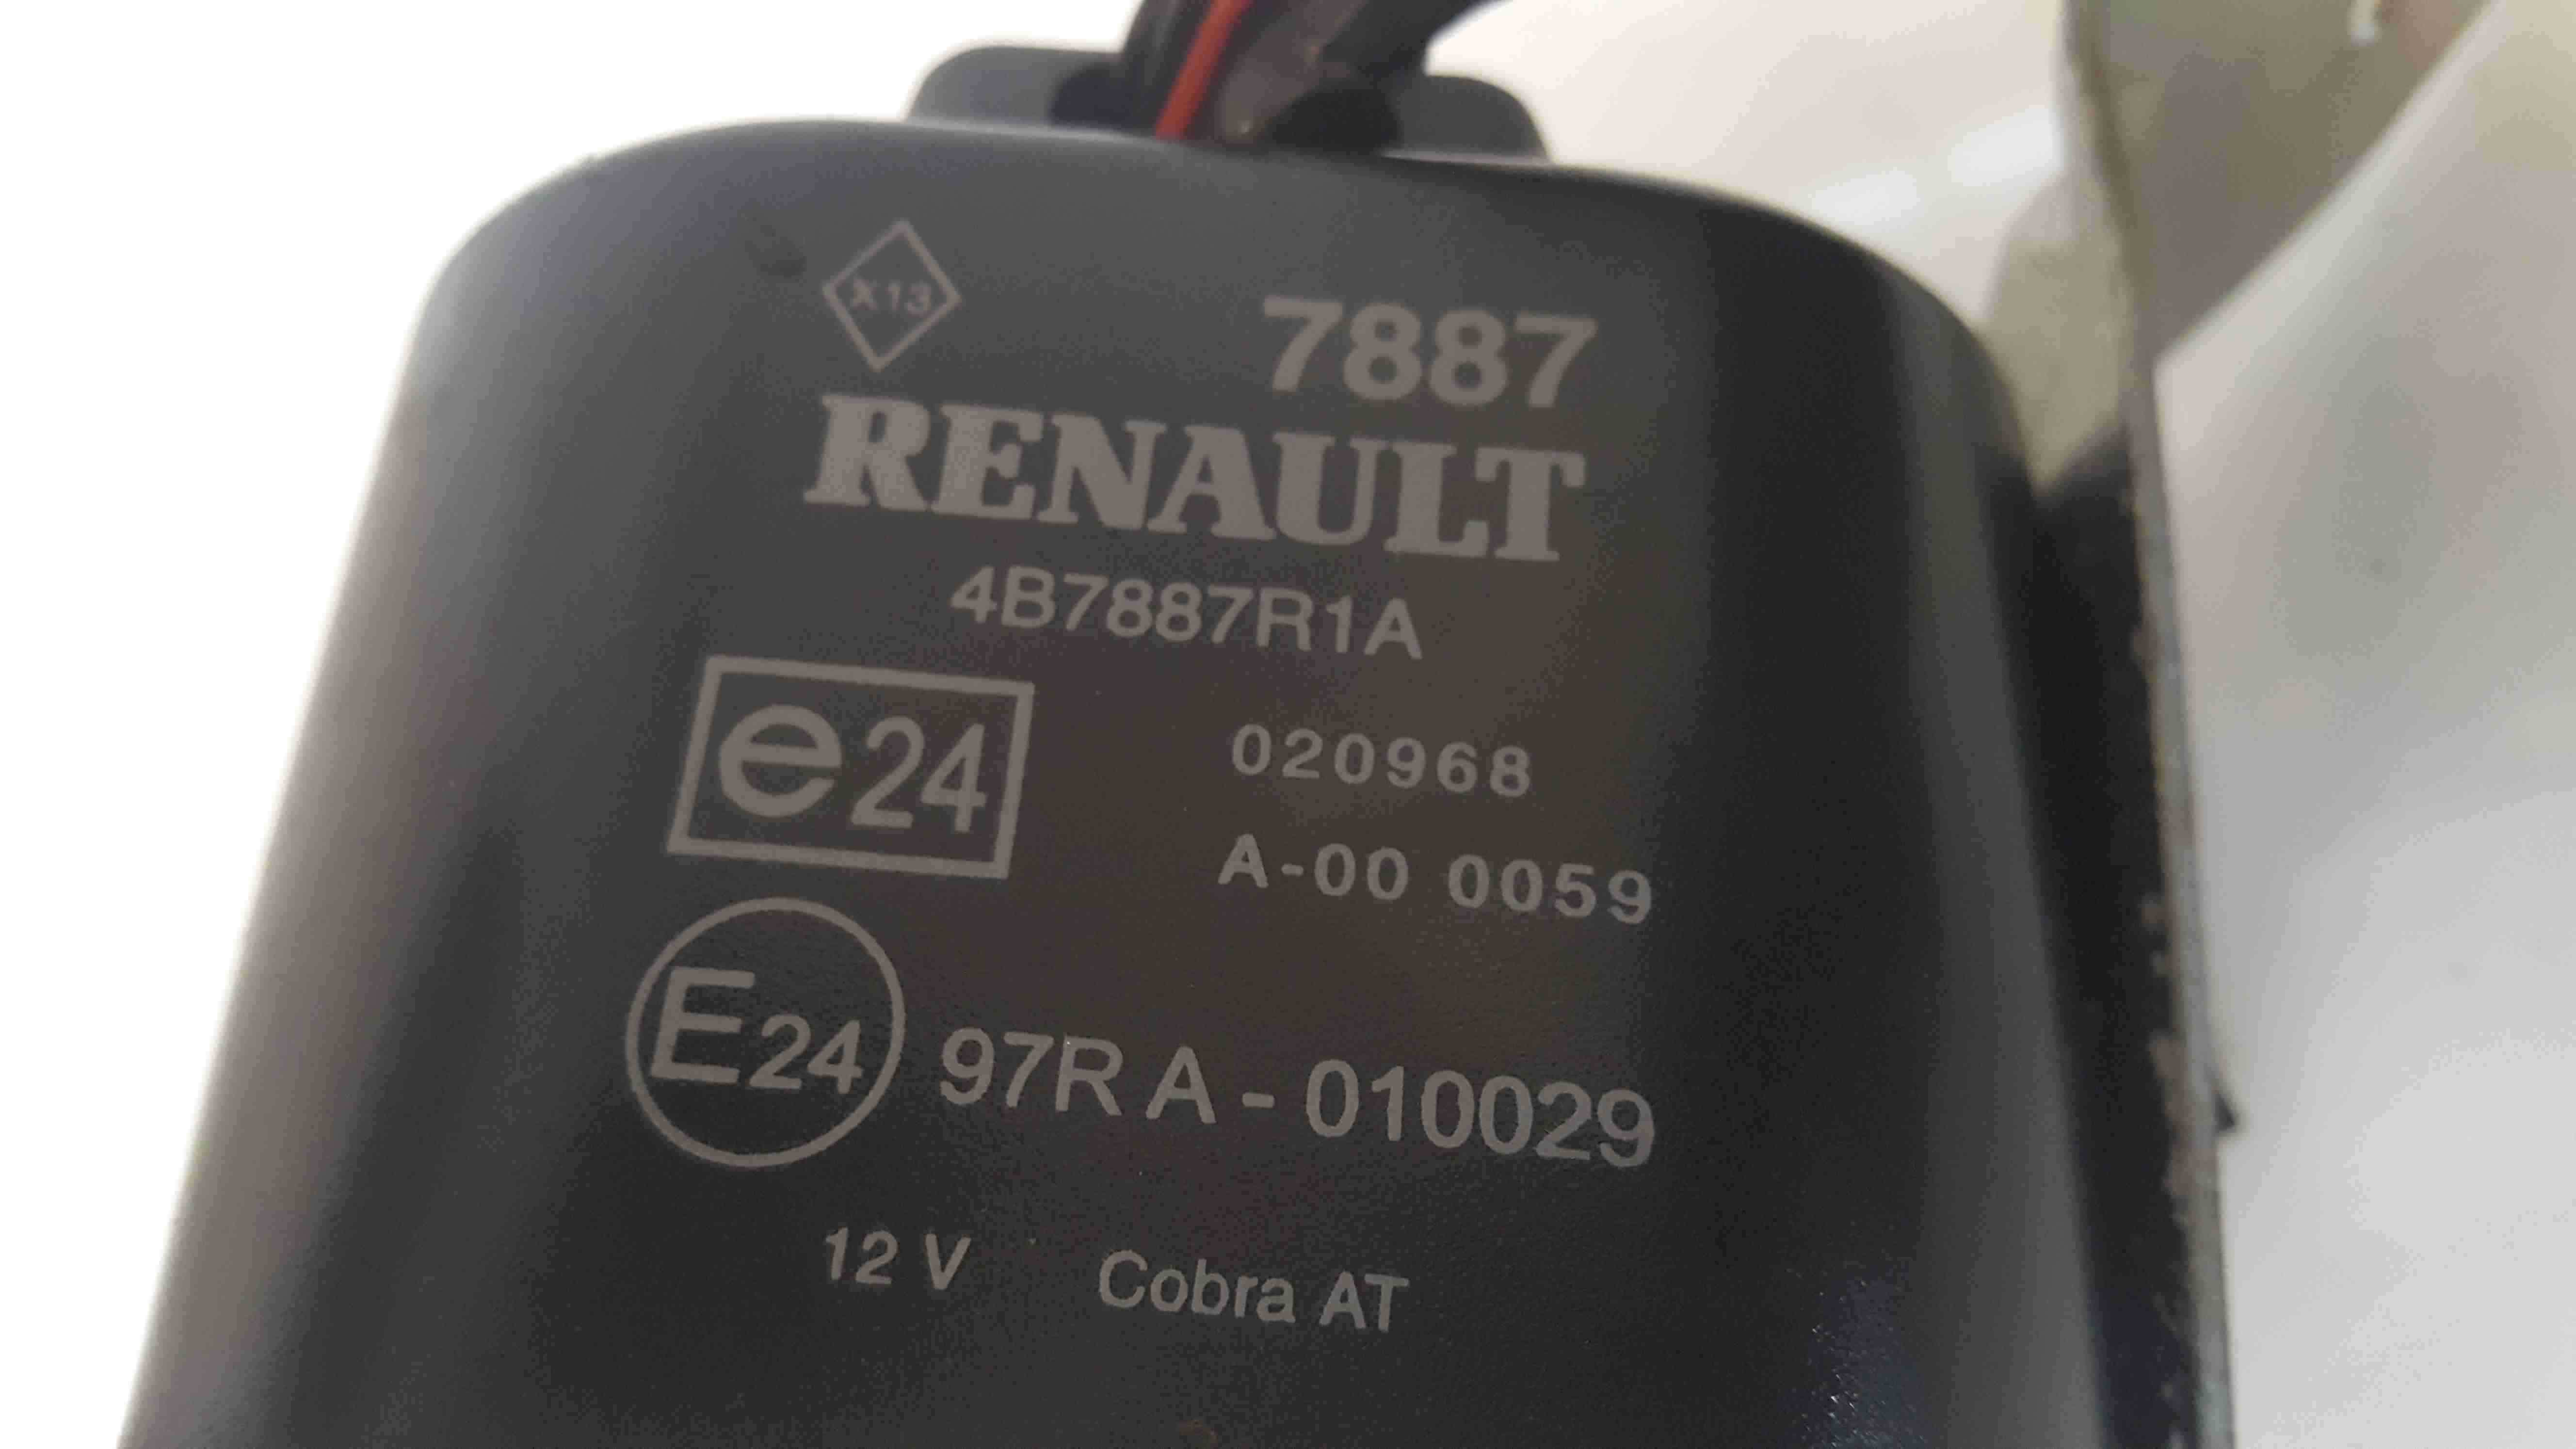 X13
7887
RENAULT
4B7887R1A
e24
020968
A-00 0059
E24 97R A - 010029
12 V Cobra AT